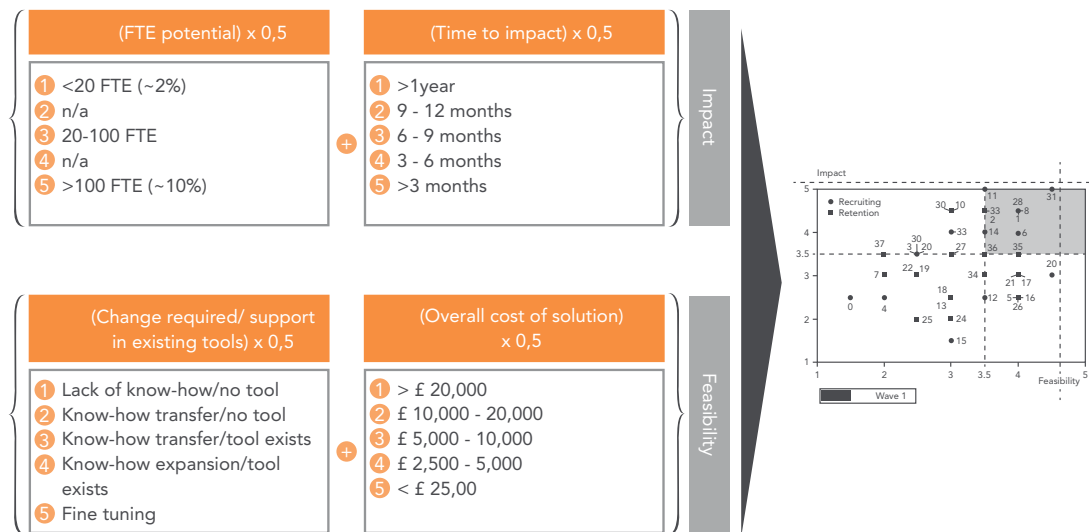 (FTE potential) x 0,5
1 <20 FTE (~2%)
2 n/a
3 20-100 FTE
4 n/a
5 >100 FTE (~10%)
+
(Time to impact) x 0,5
1 >1year
2 9 - 12 months
3 6 - 9 months
4 3 - 6 months
5 >3 months
Impact
(Change required/ support
in existing tools) x 0,5
1 Lack of know-how/no tool
2 Know-how transfer/no tool
3 Know-how transfer/tool exists
4 Know-how expansion/tool
exists
5 Fine tuning
+
(Overall cost of solution)
x 0,5
1 > £ 20,000
2 £ 10,000 - 20,000
3 £ 5,000 - 10,000
4 £ 2,500 - 5,000
5 < £ 25,00
Feasibility
Impact
5
Recruiting
Retention
11
31
30 10
33
28
8
2
1
4
33
14
6
30
3.5
37
3 20
27
36
35
20
3
7
22 19
34
21 17
18
0
4
13
12
5 16
26
2
25
24
15
1
1
2
3
3.5
4
5
Feasibility
Wave 1